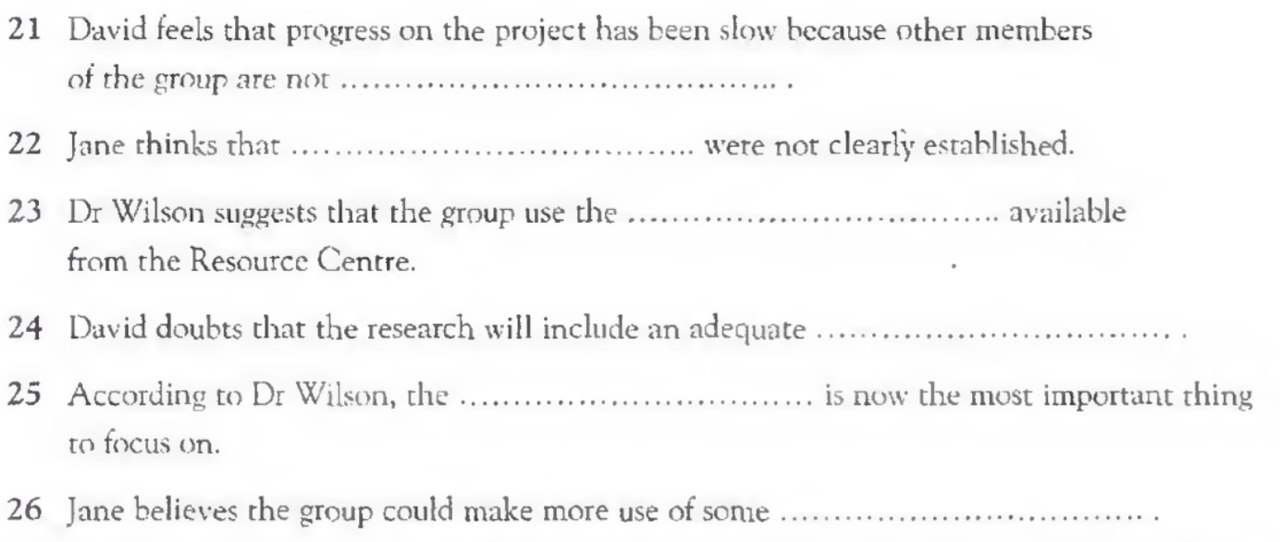 21 David feels that progress on the project has been slow because other members
of the group are not ............................................ .
22 Jane thinks that ...................................... were not clearly established.
23 Dr Wilson suggests that the group use the .................................. available
from the Resource Centre.
24 David doubts that the research will include an adequate ................................ .
25 According to Dr Wilson, the ................................ is now the most important thing
to focus on.
26 Jane believes the group could make more use of some ................................. .